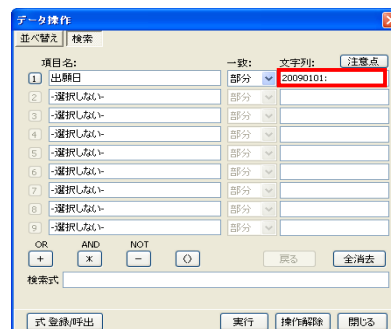 データ操作
並べ替え 検索
項目名: 一致: 文字列: 注意点
1 出願日 部分 20090101:
2 -選択しない- 部分
3 -選択しない- 部分
4 -選択しない- 部分
5 -選択しない- 部分
6 -選択しない- 部分
7 -選択しない- 部分
8 -選択しない- 部分
9 -選択しない- 部分
OR AND NOT
+ * - () 戻る 全消去
検索式
式 登録/呼出 実行 操作解除 閉じる